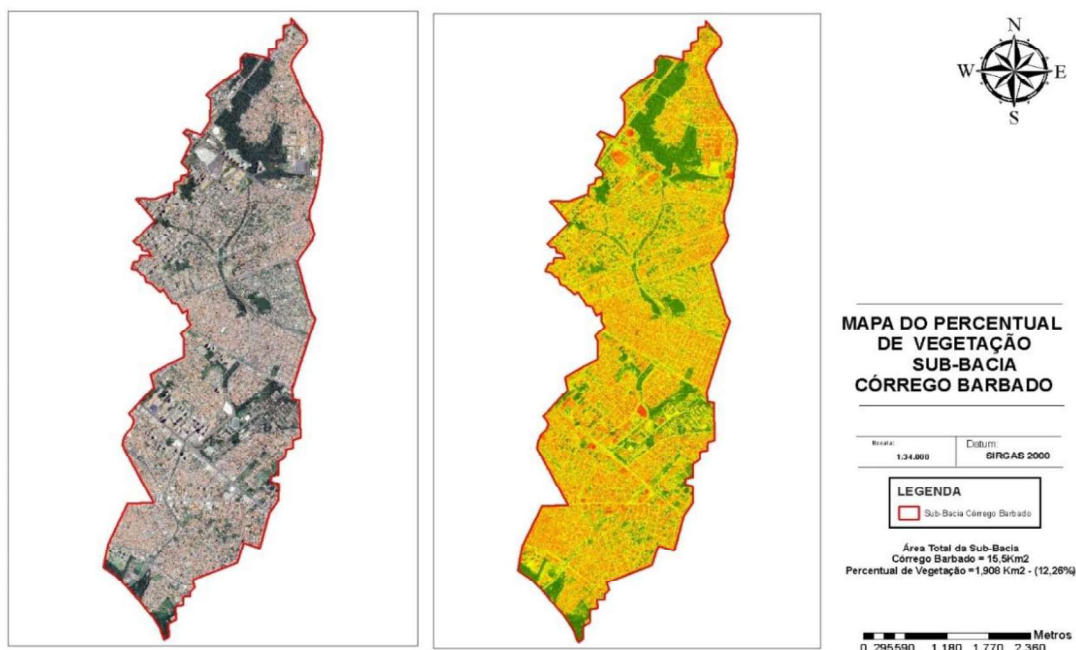 N
W E
S
MAPA DO PERCENTUAL
DE VEGETAÇÃO
SUB-BACIA
CÓRREGO BARBADO
Escala:
1:34.000
Datum:
SIRGAS 2000
LEGENDA
Sub-Bacia Córrego Barbado
Área Total da Sub-Bacia
Córrego Barbado = 15,5Km2
Percentual de Vegetação =1,908 Km2 - (12,26%)
Metros
0 295590 1.180 1.770 2.360